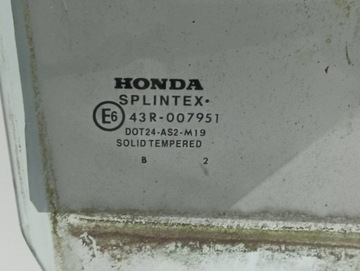 HONDA
SPLINTEX•
E6 43R-007951
DOT24-AS2-M19
SOLID TEMPERED
B 2